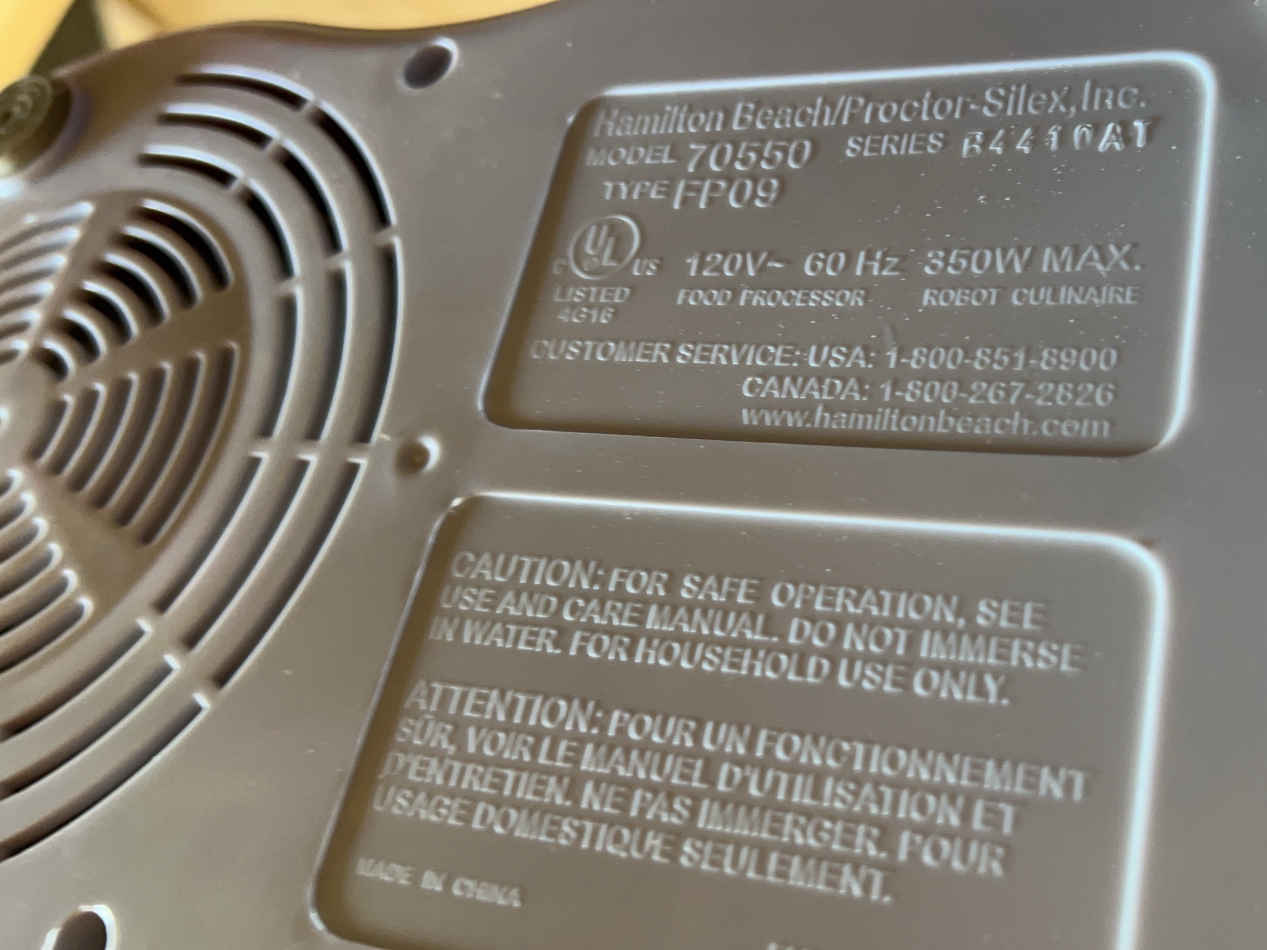 Hamilton Beach/Proctor-Silex, Inc.
MODEL 70550 SERIES B4410AT
TYPE FP09
C UL US
120V~ 60 Hz 350W MAX.
LISTED
4G16
FOOD PROCESSOR ROBOT CULINAIRE
CUSTOMER SERVICE: USA: 1-800-851-8900
CANADA: 1-800-267-2826
www.hamiltonbeach.com
CAUTION: FOR SAFE OPERATION, SEE
USE AND CARE MANUAL. DO NOT IMMERSE
IN WATER. FOR HOUSEHOLD USE ONLY.
ATTENTION: POUR UN FONCTIONNEMENT
SÛR, VOIR LE MANUEL D'UTILISATION ET
D'ENTRETIEN. NE PAS IMMERGER. POUR
USAGE DOMESTIQUE SEULEMENT.
MADE IN CHINA